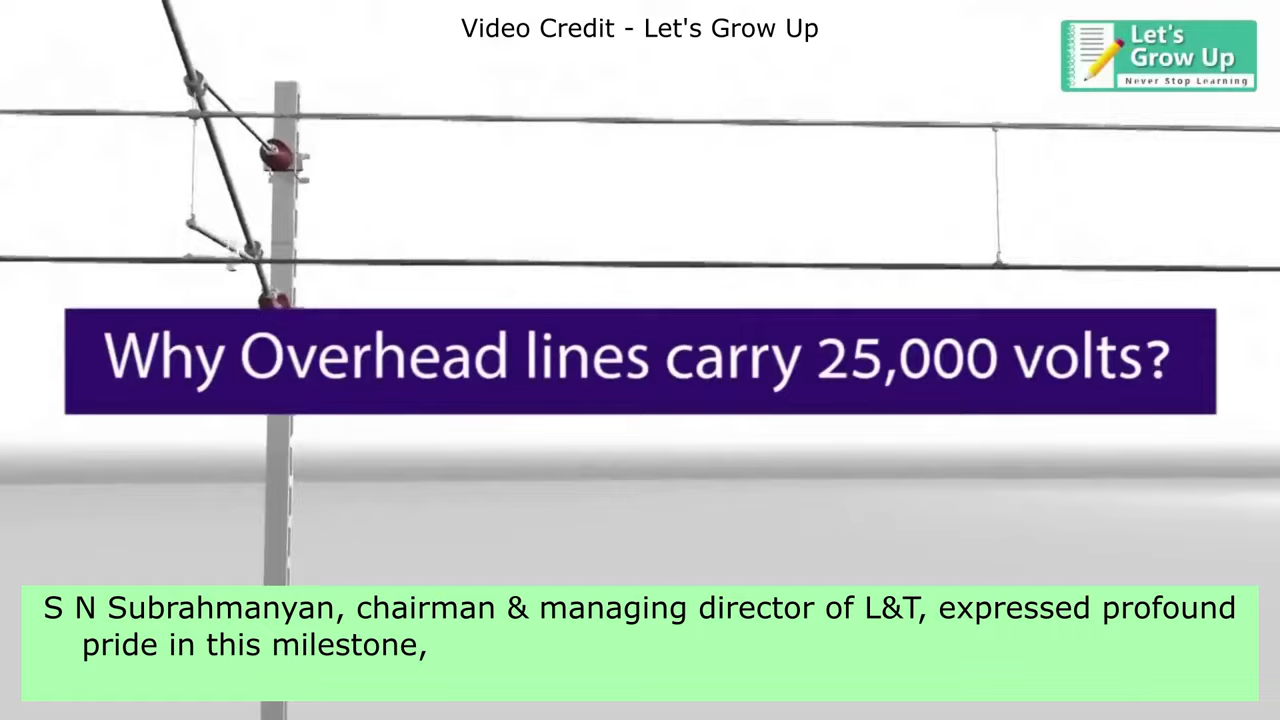 Video Credit - Let's Grow Up
Let's
Grow Up
Never Stop Learning
Why Overhead lines carry 25,000 volts?
S N Subrahmanyan, chairman & managing director of L&T, expressed profound
pride in this milestone,